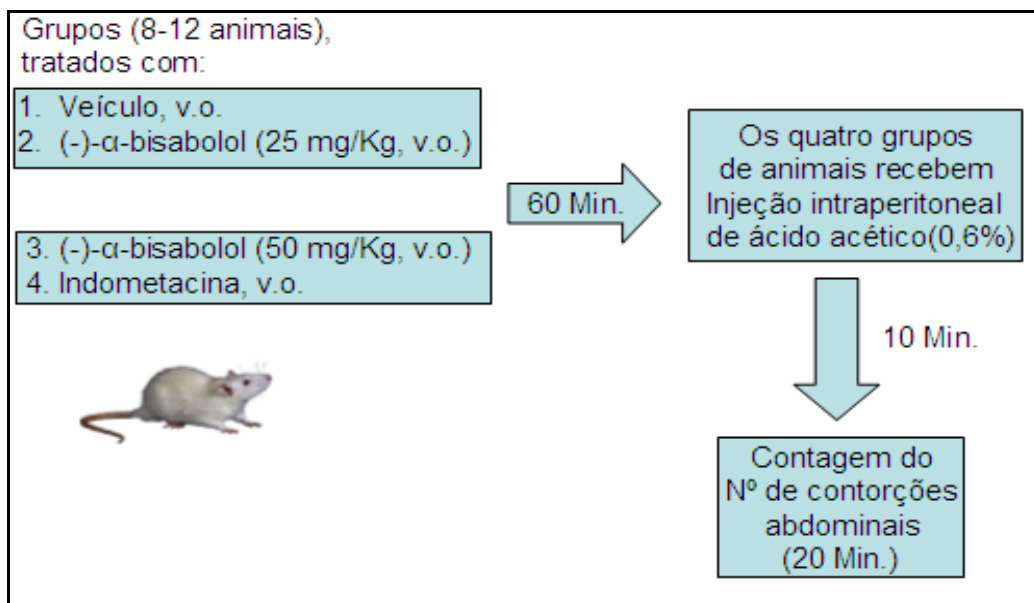 Grupos (8-12 animais),
tratados com:
1. Veículo, v.o.
2. (-)-α-bisabolol (25 mg/Kg, v.o.)
3. (-)-α-bisabolol (50 mg/Kg, v.o.)
4. Indometacina, v.o.
60 Min.
Os quatro grupos
de animais recebem
Injeção intraperitoneal
de ácido acético(0,6%)
10 Min.
Contagem do
Nº de contorções
abdominais
(20 Min.)